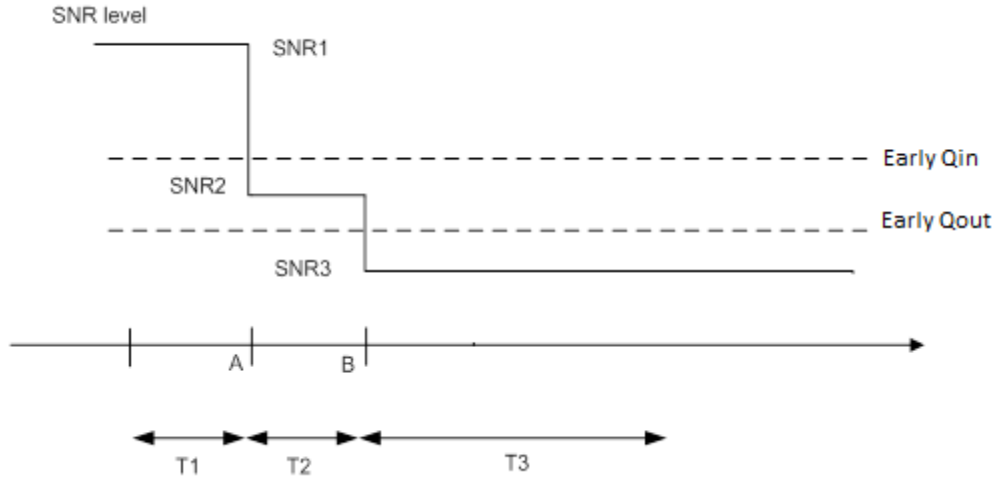 SNR level
SNR1
Early Qin
SNR2
Early Qout
SNR3
A
B
T1
T2
T3